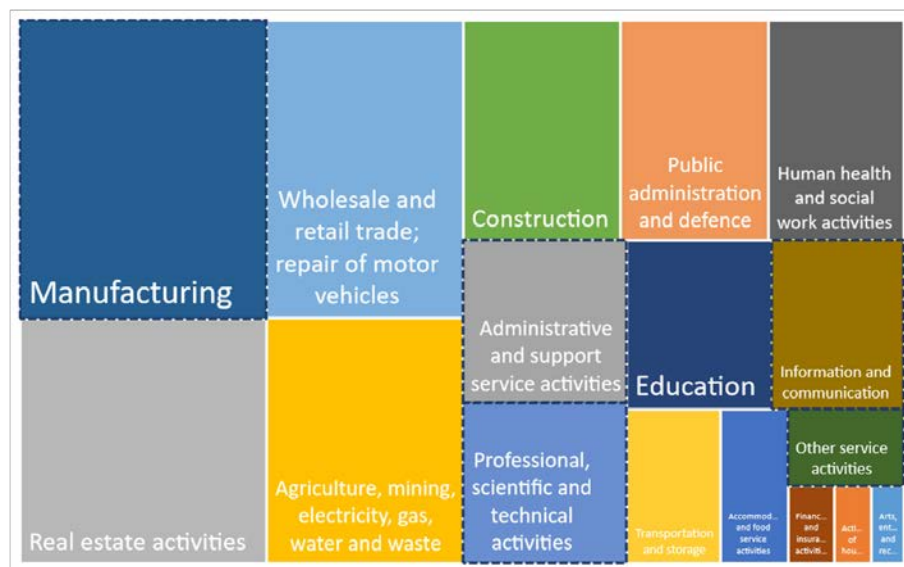 Manufacturing
Wholesale and
retail trade;
repair of motor
vehicles
Construction
Public
administration
and defence
Human health
and social
work activities
Real estate activities
Agriculture, mining,
electricity, gas,
water and waste
Administrative
and support
service activities
Professional,
scientific and
technical
activities
Education
Information and
communication
Transportation
and storage
Accommod...
and food
service
activities
Other service
activities
Financ...
and
insura...
activiti...
Acti...
of
hou...
Arts,
ent...
and
rec...